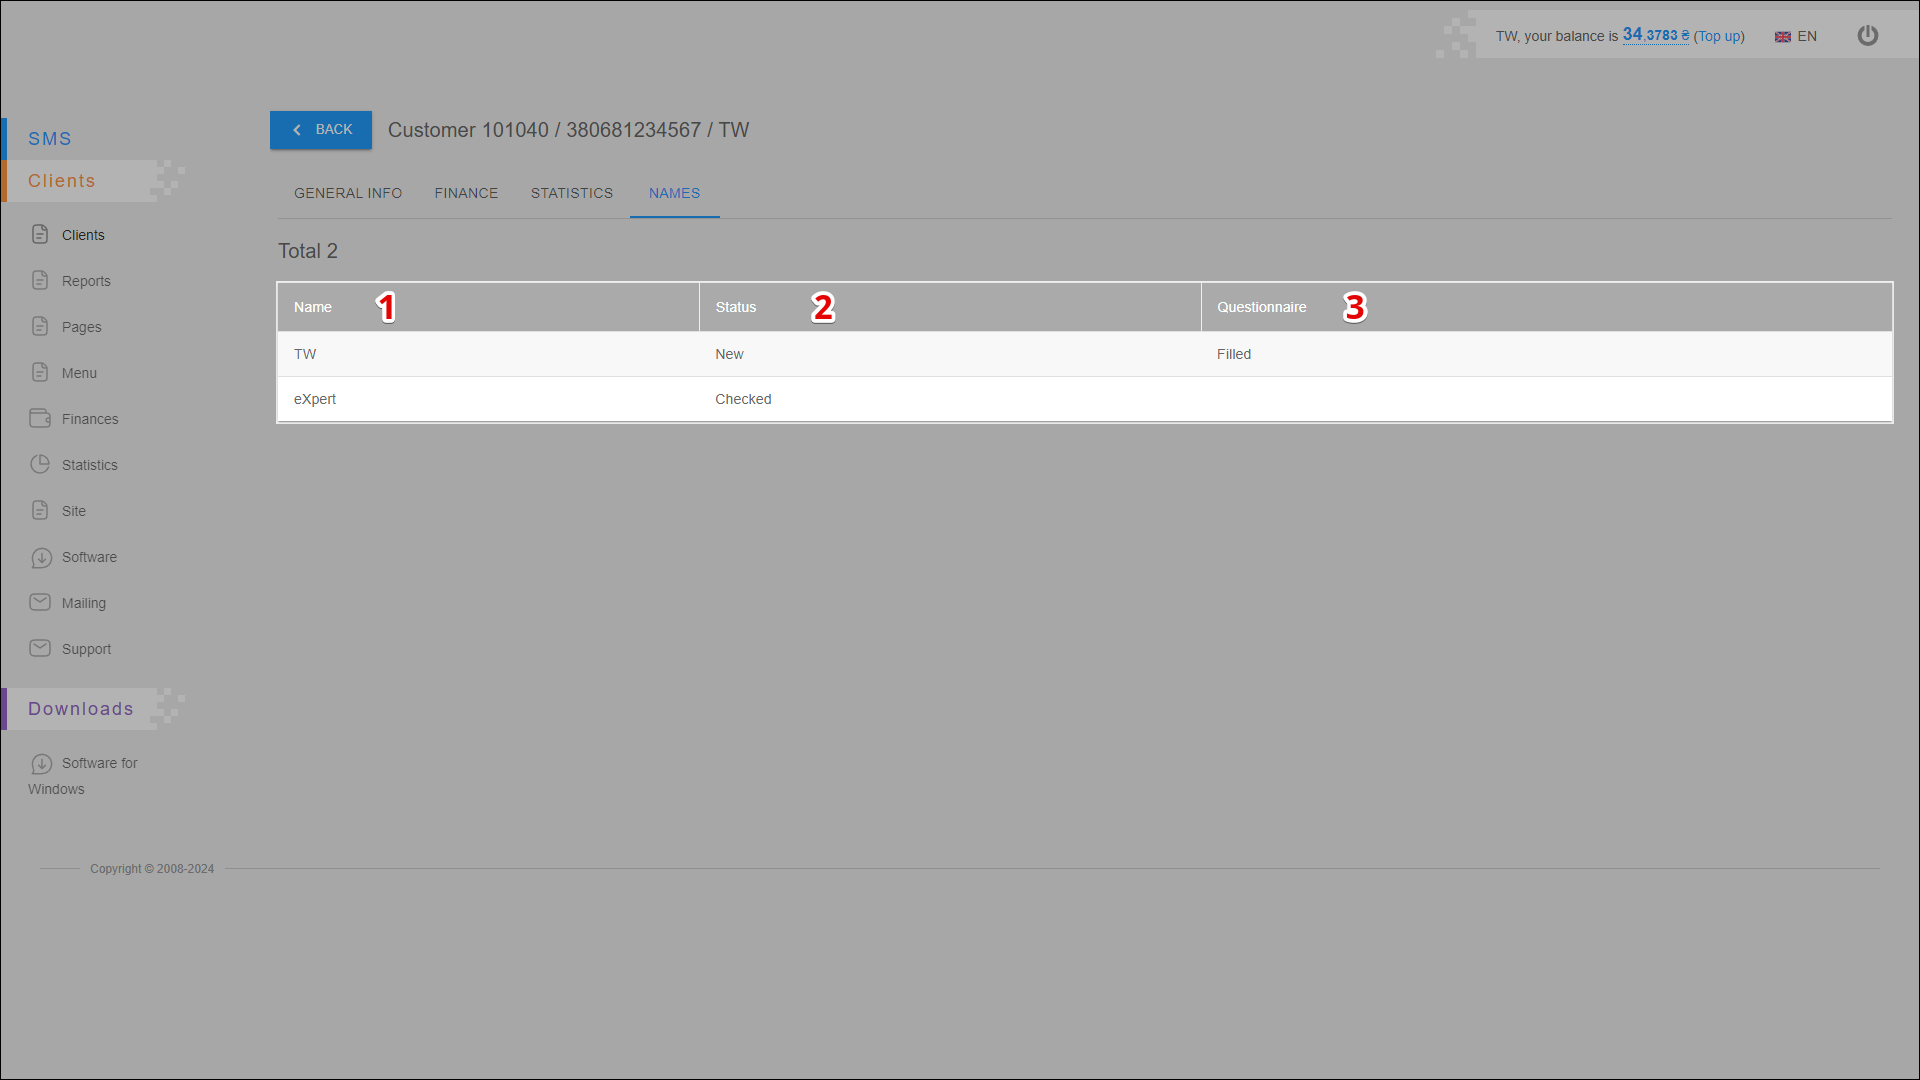 TW, your balance is 34,3783 ₴ (Top up)
EN
SMS
Clients
Clients
Reports
Pages
Menu
Finances
Statistics
Site
Software
Mailing
Support
Downloads
Software for
Windows
BACK
Customer 101040 / 380681234567 / TW
GENERAL INFO FINANCE STATISTICS NAMES
Total 2
Name 1 Status 2 Questionnaire 3
TW New Filled
eXpert Checked
Copyright © 2008-2024